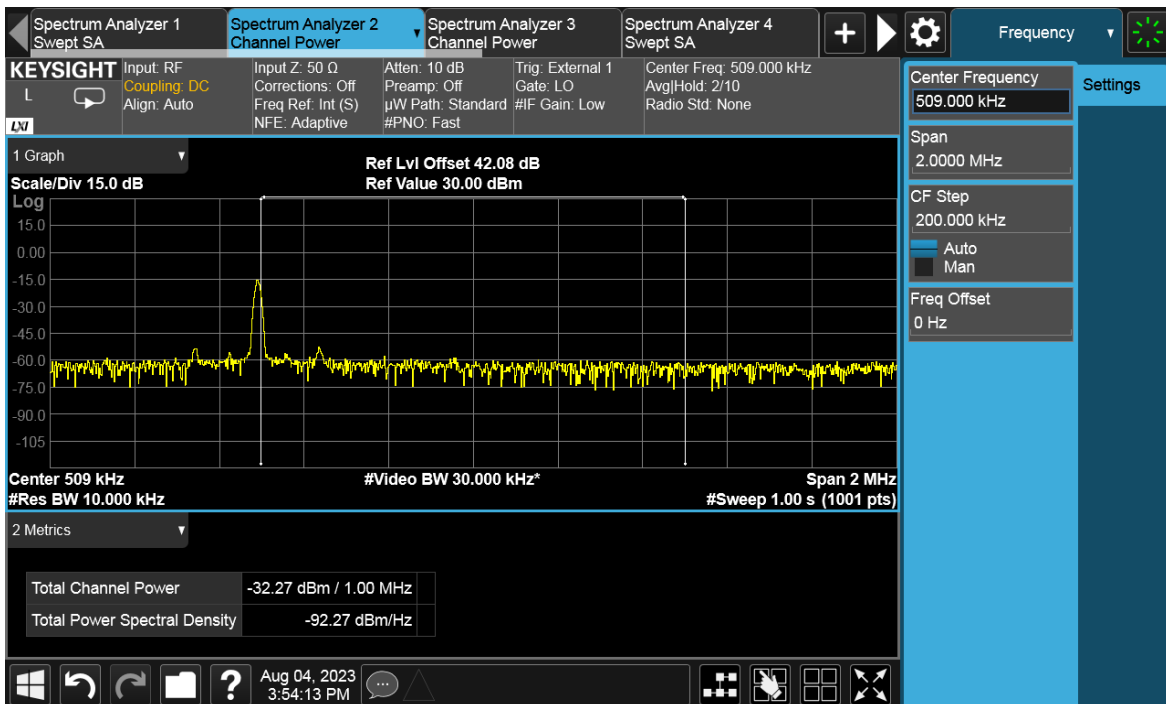 Spectrum Analyzer 1
Swept SA
Spectrum Analyzer 2
Channel Power
Spectrum Analyzer 3
Channel Power
Spectrum Analyzer 4
Swept SA
Frequency
KEYSIGHT
L
LXI
Input: RF
Coupling: DC
Align: Auto
Input Z: 50 Ω
Corrections: Off
Freq Ref: Int (S)
NFE: Adaptive
Atten: 10 dB
Preamp: Off
µW Path: Standard
#PNO: Fast
Trig: External 1
Gate: LO
#IF Gain: Low
Center Freq: 509.000 kHz
Avg|Hold: 2/10
Radio Std: None
Center Frequency
509.000 kHz
Settings
Span
2.0000 MHz
CF Step
200.000 kHz
Auto
Man
Freq Offset
0 Hz
1 Graph
Scale/Div 15.0 dB
Ref Lvl Offset 42.08 dB
Ref Value 30.00 dBm
Log
15.0
0.00
-15.0
-30.0
-45.0
-60.0
-75.0
-90.0
-105
Center 509 kHz
#Video BW 30.000 kHz*
Span 2 MHz
#Res BW 10.000 kHz
#Sweep 1.00 s (1001 pts)
2 Metrics
Total Channel Power -32.27 dBm / 1.00 MHz
Total Power Spectral Density -92.27 dBm/Hz
?
Aug 04, 2023
3:54:13 PM